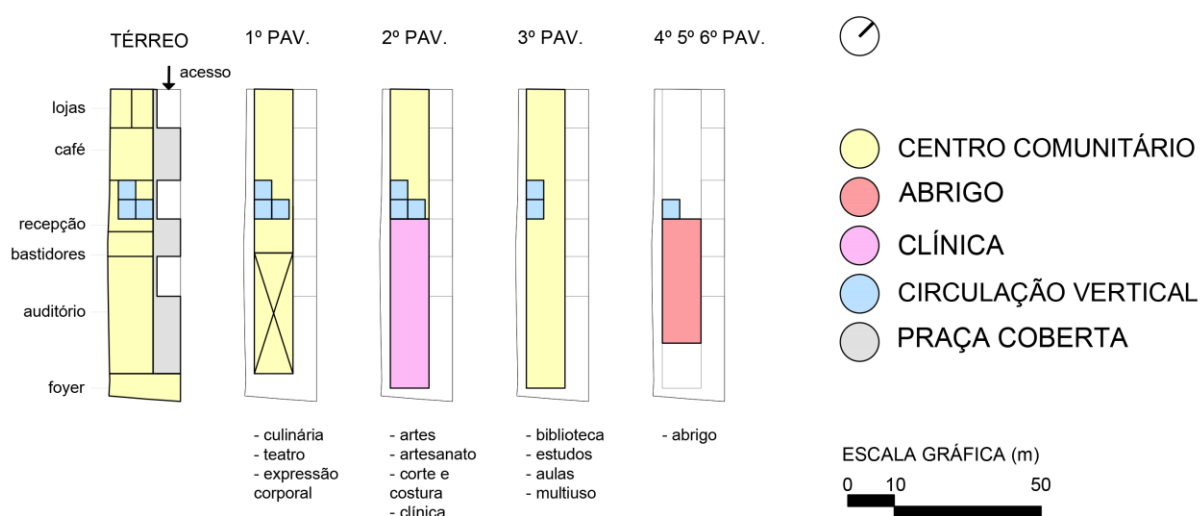 TÉRREO
acesso
lojas
café
recepção
bastidores
auditório
foyer
1º PAV.
- culinária
- teatro
- expressão
corporal
2º PAV.
- artes
- artesanato
- corte e
costura
- clínica
3º PAV.
- biblioteca
- estudos
- aulas
- multiuso
4º 5º 6º PAV.
- abrigo
CENTRO COMUNITÁRIO
ABRIGO
CLÍNICA
CIRCULAÇÃO VERTICAL
PRAÇA COBERTA
ESCALA GRÁFICA (m)
0 10 50